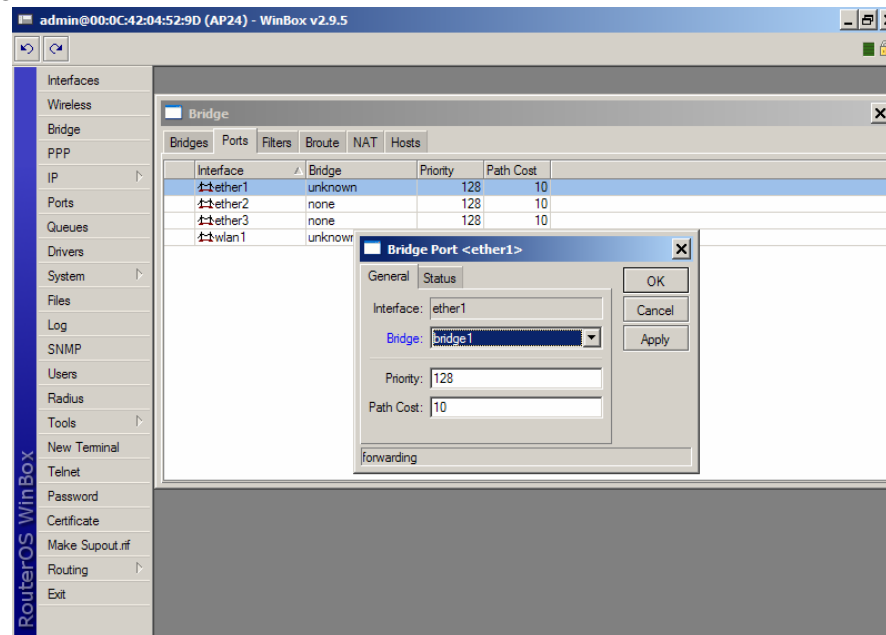 admin@00:0C:42:04:52:9D (AP24) - WinBox v2.9.5
Interfaces
Wireless
Bridge
PPP
IP
Ports
Queues
Drivers
System
Files
Log
SNMP
Users
Radius
Tools
New Terminal
Telnet
Password
Certificate
Make Supout.rif
Routing
Exit
RouterOS WinBox
Bridge
Bridges Ports Filters Broute NAT Hosts
Interface Bridge Priority Path Cost
ether1 unknown 128 10
ether2 none 128 10
ether3 none 128 10
wlan1 unknown
Bridge Port <ether1>
General Status
Interface: ether1
Bridge: bridge1
Priority: 128
Path Cost: 10
OK
Cancel
Apply
forwarding